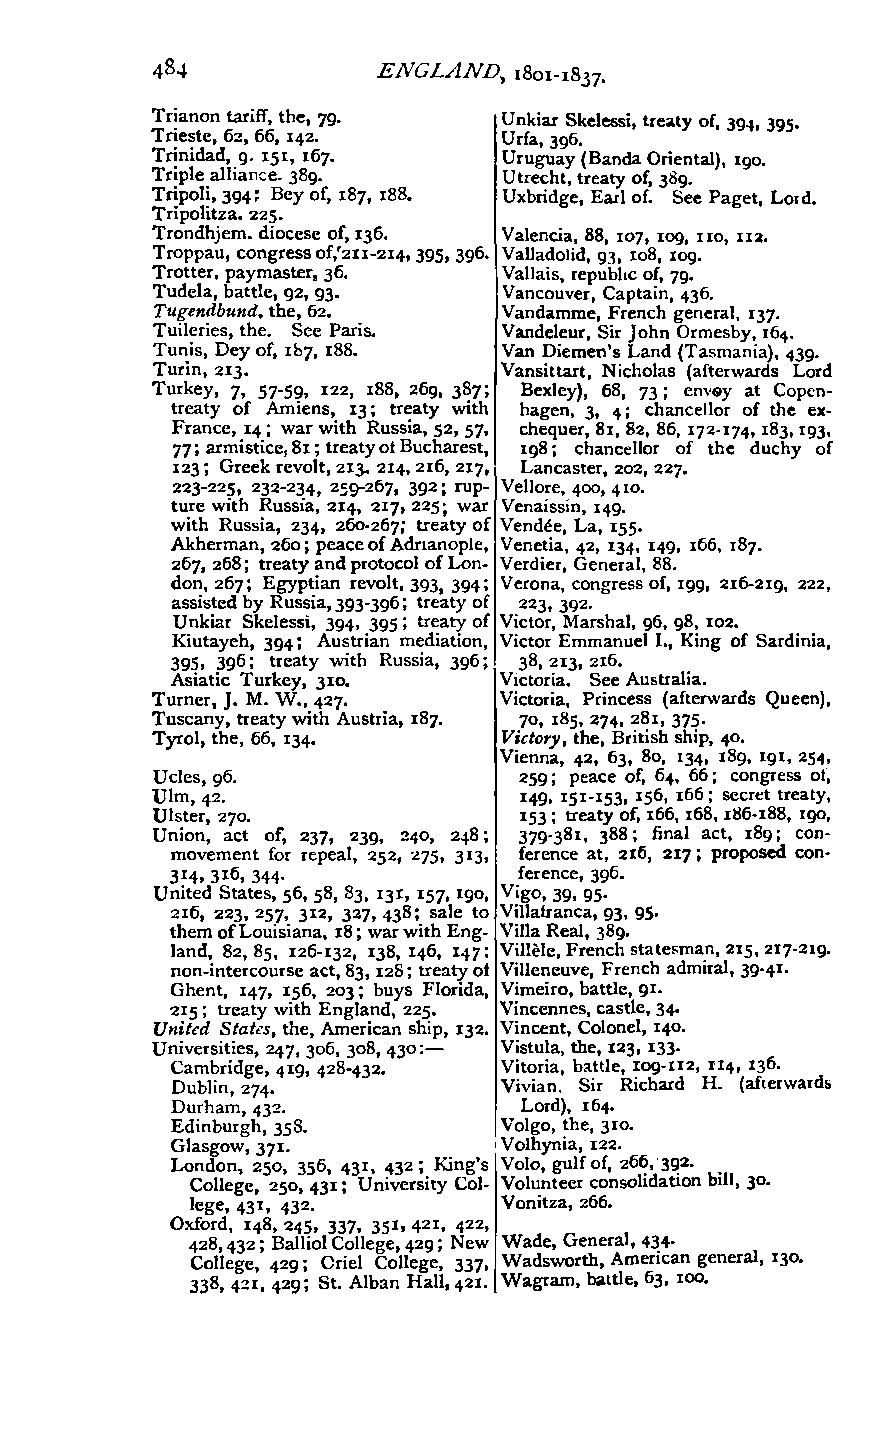 484
ENGLAND, 1801-1837.
Trianon tariff, the, 79.
Trieste, 62, 66, 142.
Trinidad, 9. 151, 167.
Triple alliance. 389.
Tripoli, 394; Bey of, 187, 188.
Tripolitza. 225.
Trondhjem. diocese of, 136.
Troppau, congress of, 211-214, 395, 396.
Trotter, paymaster, 36.
Tudela, battle, 92, 93.
Tugendbund, the, 62.
Tuileries, the. See Paris.
Tunis, Dey of, 187, 188.
Turin, 213.
Turkey, 7, 57-59, 122, 188, 269, 387;
treaty of Amiens, 13; treaty with
France, 14; war with Russia, 52, 57,
77; armistice, 81; treaty of Bucharest,
123; Greek revolt, 213, 214, 216, 217,
223-225, 232-234, 259-267, 392; rup-
ture with Russia, 214, 217, 225; war
with Russia, 234, 260-267; treaty of
Akherman, 260; peace of Adrianople,
267, 268; treaty and protocol of Lon-
don, 267; Egyptian revolt, 393, 394;
assisted by Russia, 393-396; treaty of
Unkiar Skelessi, 394, 395; treaty of
Kiutayeh, 394; Austrian mediation,
395, 396; treaty with Russia, 396;
Asiatic Turkey, 310.
Turner, J. M. W., 427.
Tuscany, treaty with Austria, 187.
Tyrol, the, 66, 134.
Ucles, 96.
Ulm, 42.
Ulster, 270.
Union, act of, 237, 239, 240, 248;
movement for repeal, 252, 275, 313,
314, 316, 344.
United States, 56, 58, 83, 131, 157, 190,
216, 223, 257, 312, 327, 438; sale to
them of Louisiana, 18; war with Eng-
land, 82, 85, 126-132, 138, 146, 147;
non-intercourse act, 83, 128; treaty of
Ghent, 147, 156, 203; buys Florida,
215; treaty with England, 225.
United States, the, American ship, 132.
Universities, 247, 306, 308, 430:—
Cambridge, 419, 428-432.
Dublin, 274.
Durham, 432.
Edinburgh, 358.
Glasgow, 371.
London, 250, 356, 431, 432; King's
College, 250, 431; University Col-
lege, 431, 432.
Oxford, 148, 245, 337, 351, 421, 422,
428, 432; Balliol College, 429; New
College, 429; Oriel College, 337,
338, 421, 429; St. Alban Hall, 421.
Unkiar Skelessi, treaty of, 394, 395.
Urfa, 396.
Uruguay (Banda Oriental), 190.
Utrecht, treaty of, 389.
Uxbridge, Earl of. See Paget, Lord.
Valencia, 88, 107, 109, 110, 112.
Valladolid, 93, 108, 109.
Vallais, republic of, 79.
Vancouver, Captain, 436.
Vandamme, French general, 137.
Vandeleur, Sir John Ormesby, 164.
Van Diemen's Land (Tasmania), 439.
Vansittart, Nicholas (afterwards Lord
Bexley), 68, 73; envoy at Copen-
hagen, 3, 4; chancellor of the ex-
chequer, 81, 82, 86, 172-174, 183, 193,
198; chancellor of the duchy of
Lancaster, 202, 227.
Vellore, 400, 410.
Venaissin, 149.
Vendée, La, 155.
Venetia, 42, 134, 149, 166, 187.
Verdier, General, 88.
Verona, congress of, 199, 216-219, 222,
223, 392.
Victor, Marshal, 96, 98, 102.
Victor Emmanuel I., King of Sardinia,
38, 213, 216.
Victoria. See Australia.
Victoria, Princess (afterwards Queen),
70, 185, 274, 281, 375.
Victory, the, British ship, 40.
Vienna, 42, 63, 80, 134, 189, 191, 254,
259; peace of, 64, 66; congress of,
149, 151-153, 156, 166; secret treaty,
153; treaty of, 166, 168, 186-188, 190,
379-381, 388; final act, 189; con-
ference at, 216, 217; proposed con-
ference, 396.
Vigo, 39, 95.
Villafranca, 93, 95.
Villa Real, 389.
Villèle, French statesman, 215, 217-219.
Villeneuve, French admiral, 39-41.
Vimeiro, battle, 91.
Vincennes, castle, 34.
Vincent, Colonel, 140.
Vistula, the, 123, 133.
Vitoria, battle, 109-112, 114, 136.
Vivian, Sir Richard H. (afterwards
Lord), 164.
Volgo, the, 310.
Volhynia, 122.
Volo, gulf of, 266, 392.
Volunteer consolidation bill, 30.
Vonitza, 266.
Wade, General, 434.
Wadsworth, American general, 130.
Wagram, battle, 63, 100.